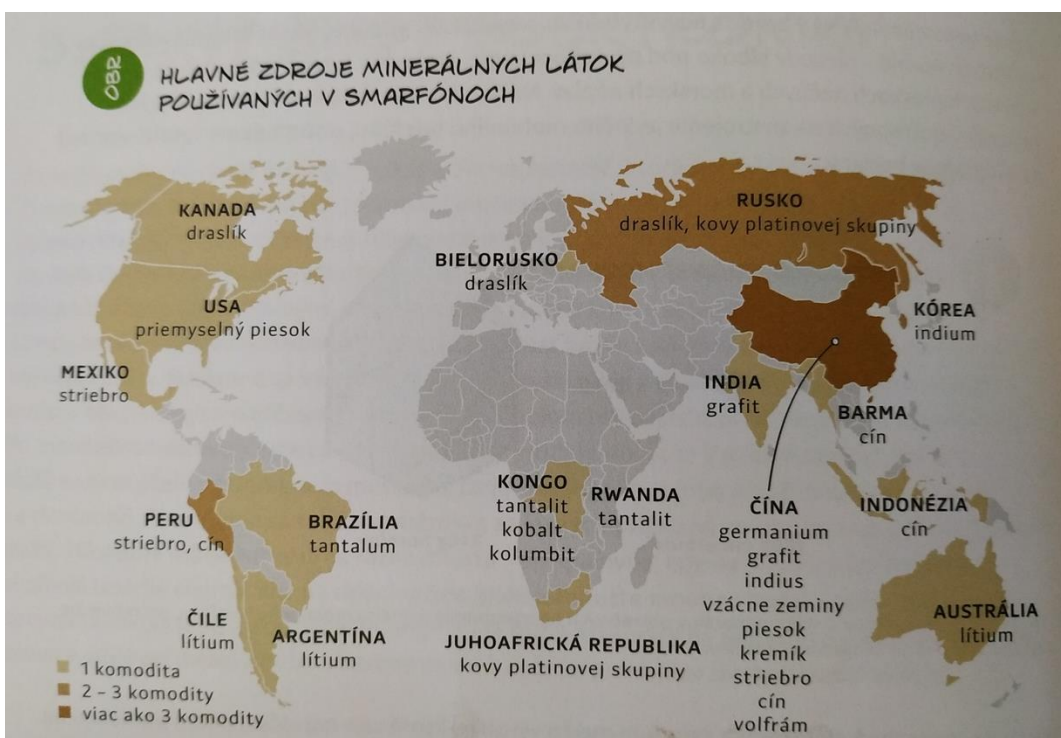 OBR
HLAVNÉ ZDROJE MINERÁLNYCH LÁTOK
POUŽÍVANÝCH V SMARFÓNOCH
KANADA
draslík
USA
priemyselný piesok
MEXIKO
striebro
PERU
striebro, cín
BRAZÍLIA
tantalum
ČILE
lítium
ARGENTÍNA
lítium
BIELORUSKO
draslík
RUSKO
draslík, kovy platinovej skupiny
KÓREA
indium
INDIA
grafit
BARMA
cín
KONGO
tantalit
kobalt
kolumbit
RWANDA
tantalit
JUHOAFRICKÁ REPUBLIKA
kovy platinovej skupiny
ČÍNA
germanium
grafit
indius
vzácne zeminy
piesok
kremík
striebro
cín
volfrám
INDONÉZIA
cín
AUSTRÁLIA
lítium
1 komodita
2 – 3 komodity
viac ako 3 komodity